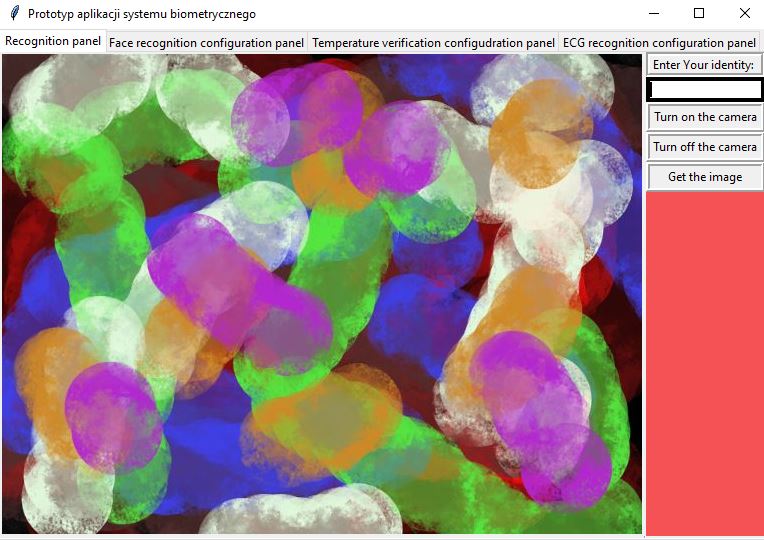 Prototyp aplikacji systemu biometrycznego
Recognition panel Face recognition configuration panel Temperature verification configudration panel ECG recognition configuration panel
Enter Your identity:
Turn on the camera
Turn off the camera
Get the image